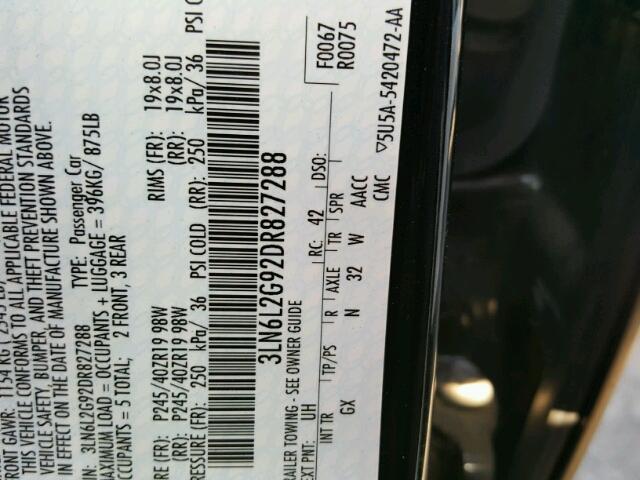 FRONT GAWR: 1154 KG
THIS VEHICLE CONFORMS TO ALL APPLICABLE FEDERAL MOTOR
VEHICLE SAFETY, BUMPER, AND THEFT PREVENTION STANDARDS
IN EFFECT ON THE DATE OF MANUFACTURE SHOWN ABOVE.
VIN: 3LN6L2G92DR827288 TYPE: Passenger Car
MAXIMUM LOAD = OCCUPANTS + LUGGAGE = 396KG/ 875LB
OCCUPANTS = 5 TOTAL; 2 FRONT, 3 REAR
TIRE (FR): P245/40ZR19 98W RIMS (FR): 19x8.0J
(RR): P245/40ZR19 98W (RR): 19x8.0J
PRESSURE (FR): 250 kPa/ 36 PSI COLD (RR): 250 kPa/ 36 PSI
3LN6L2G92DR827288
TRAILER TOWING - SEE OWNER GUIDE F0067
R0075
EXT PNT: UH RC: 42 DSO:
INT TR TP/PS R AXLE TR SPR
GX N 32 W AACC
CMC ▽5U5A-5420472-AA